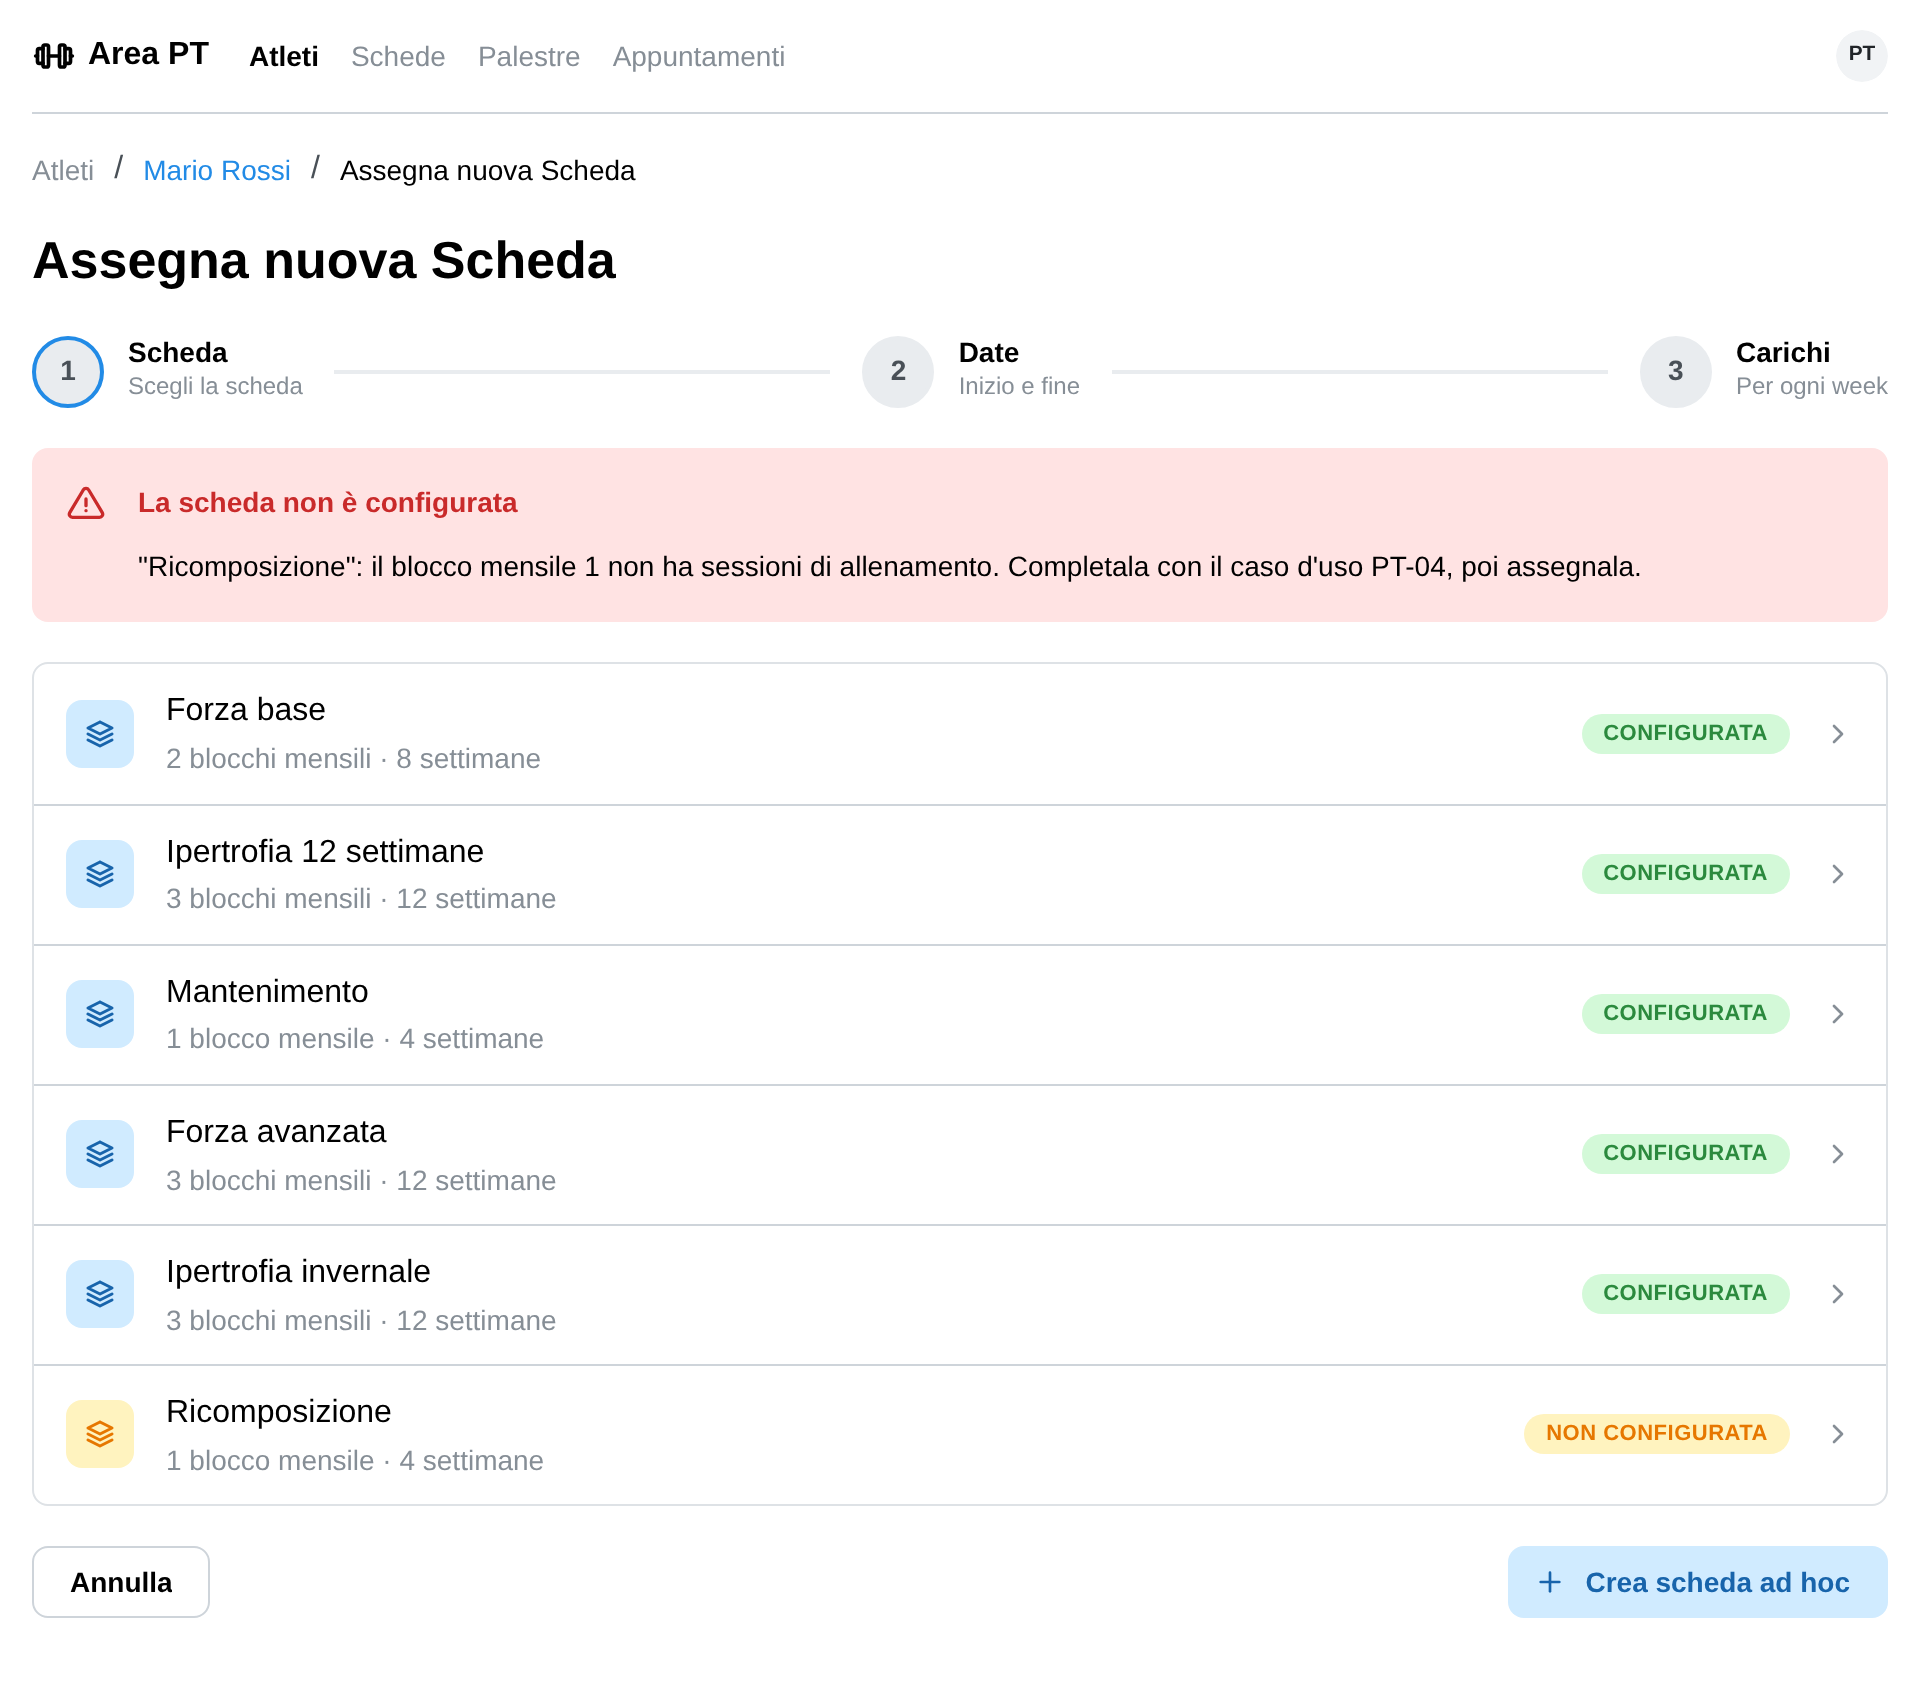 Area PT
Atleti
Schede
Palestre
Appuntamenti
PT
Atleti / Mario Rossi / Assegna nuova Scheda
Assegna nuova Scheda
1
Scheda
Scegli la scheda
2
Date
Inizio e fine
3
Carichi
Per ogni week
La scheda non è configurata
"Ricomposizione": il blocco mensile 1 non ha sessioni di allenamento. Completala con il caso d'uso PT-04, poi assegnala.
Forza base
2 blocchi mensili · 8 settimane
CONFIGURATA
Ipertrofia 12 settimane
3 blocchi mensili · 12 settimane
CONFIGURATA
Mantenimento
1 blocco mensile · 4 settimane
CONFIGURATA
Forza avanzata
3 blocchi mensili · 12 settimane
CONFIGURATA
Ipertrofia invernale
3 blocchi mensili · 12 settimane
CONFIGURATA
Ricomposizione
1 blocco mensile · 4 settimane
NON CONFIGURATA
Annulla
Crea scheda ad hoc